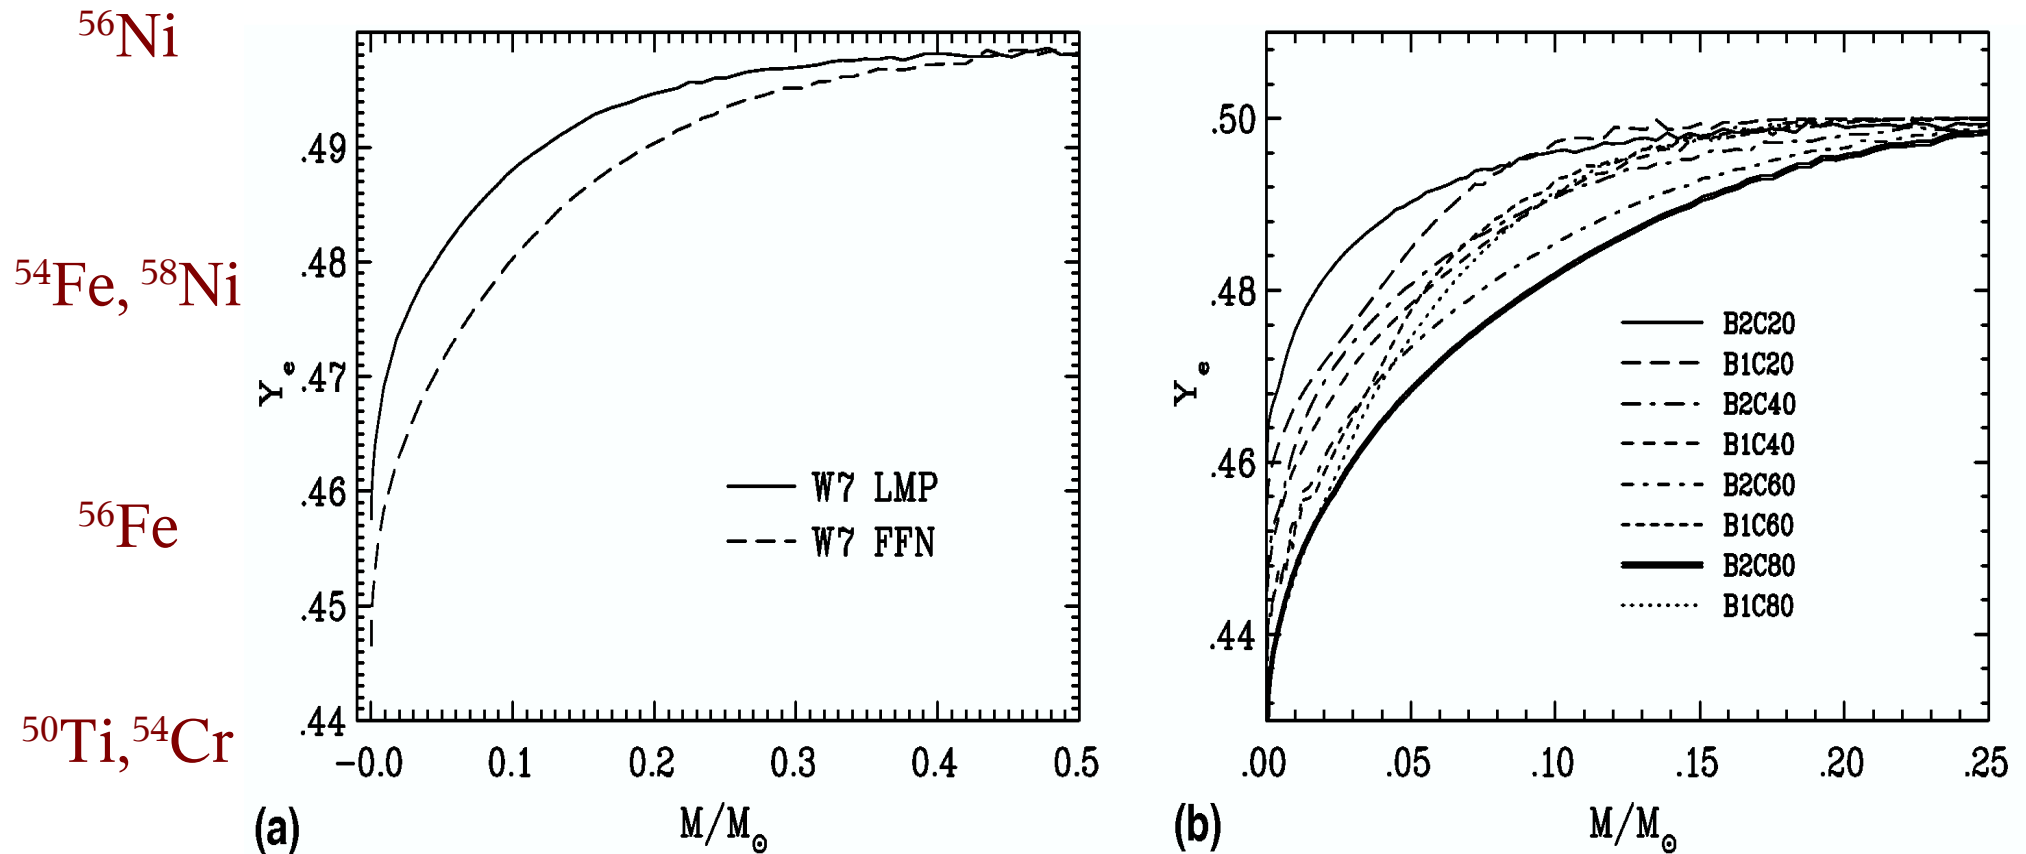 ⁵⁶Ni
⁵⁴Fe, ⁵⁸Ni
⁵⁶Fe
⁵⁰Ti,⁵⁴Cr
Yₑ
.49
.48
.47
.46
.45
.44
-0.0 0.1 0.2 0.3 0.4 0.5
W7 LMP
W7 FFN
(a)
M/M☉
Yₑ
.50
.48
.46
.44
.00 .05 .10 .15 .20 .25
B2C20
B1C20
B2C40
B1C40
B2C60
B1C60
B2C80
B1C80
(b)
M/M☉